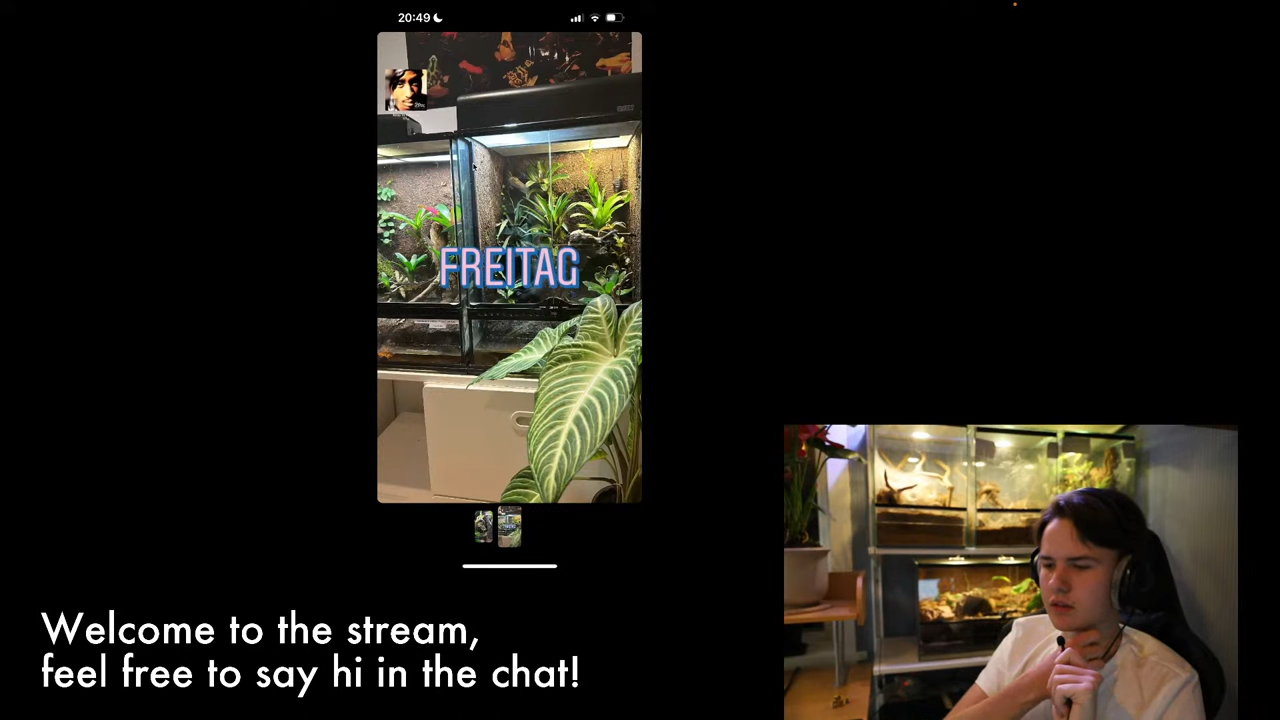 20:49
FREITAG
Welcome to the stream,
feel free to say hi in the chat!